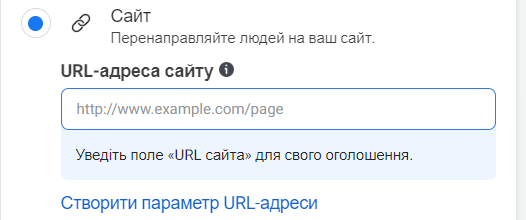 Сайт
Перенаправляйте людей на ваш сайт.
URL-адреса сайту
http://www.example.com/page
Уведіть поле «URL сайта» для свого оголошення.
Створити параметр URL-адреси